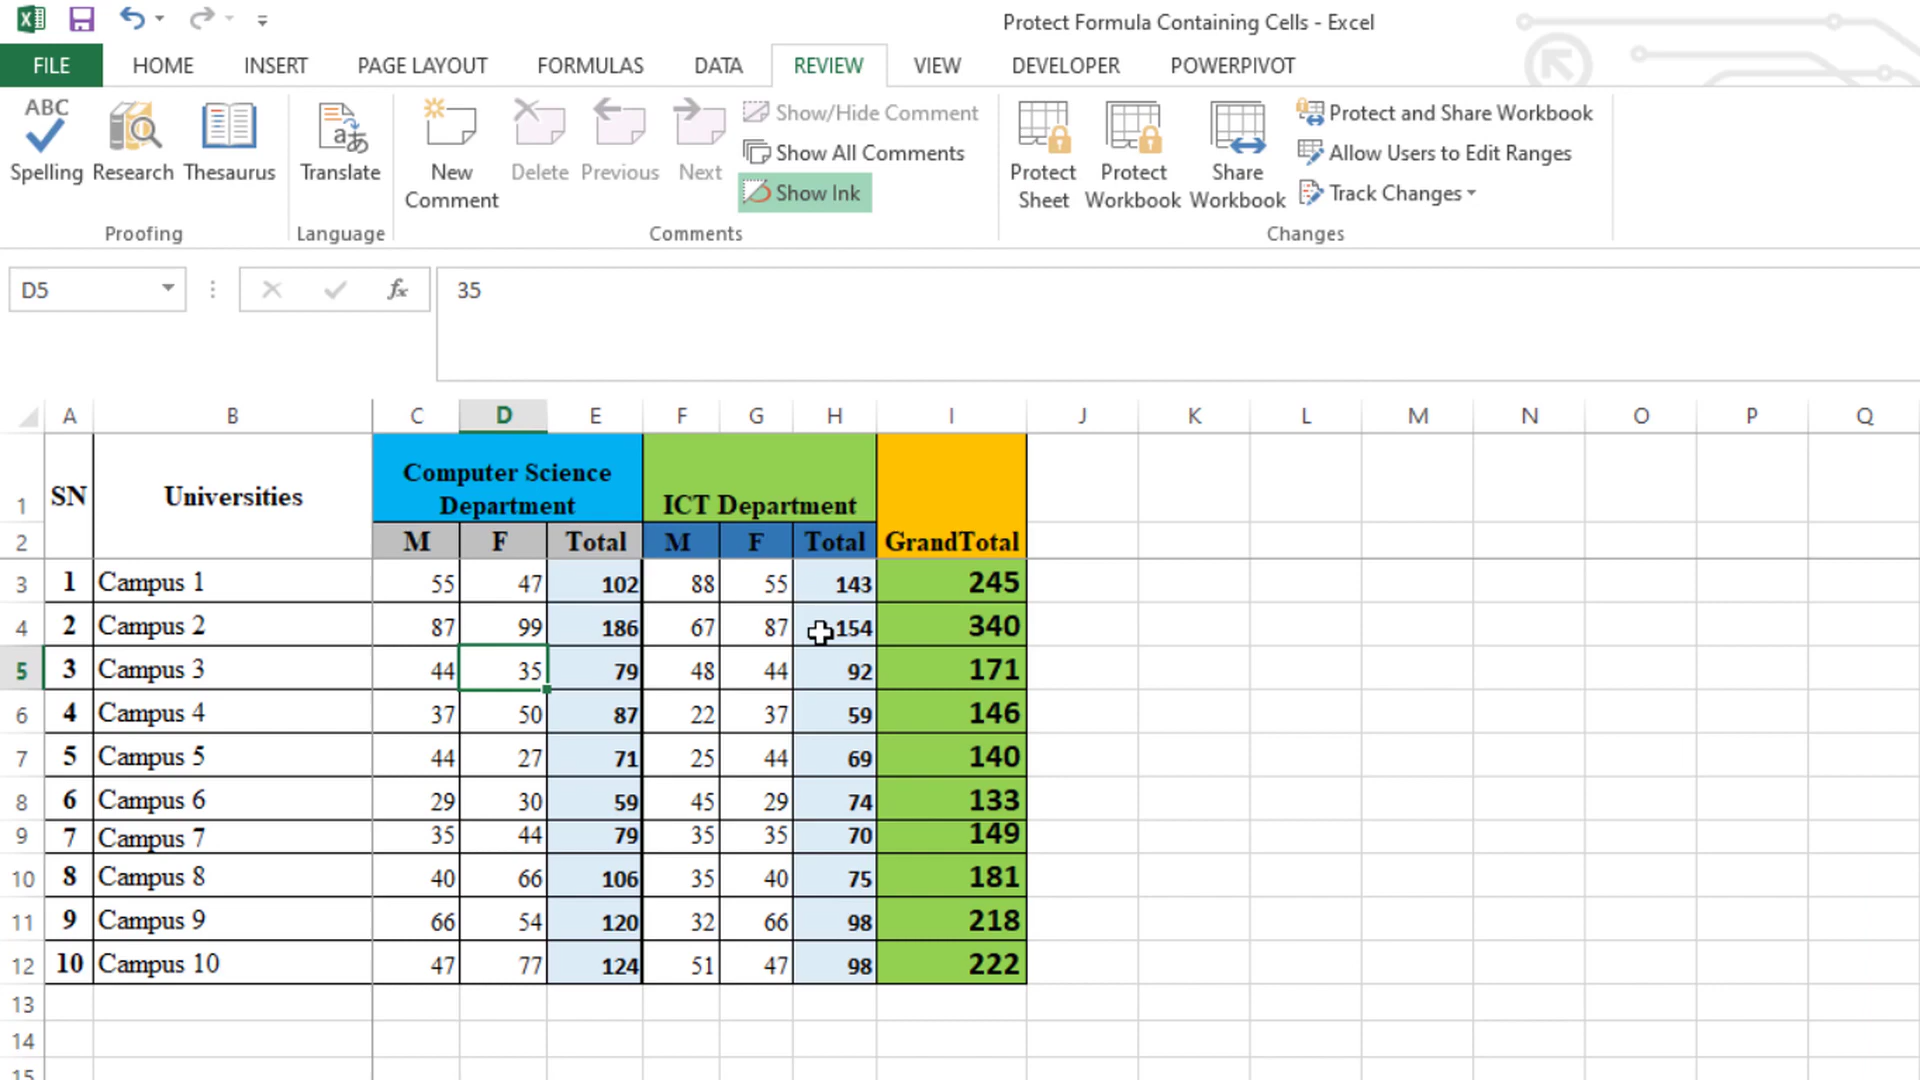 Protect Formula Containing Cells - Excel
FILE HOME INSERT PAGE LAYOUT FORMULAS DATA REVIEW VIEW DEVELOPER POWERPIVOT
ABC
Spelling Research Thesaurus
Translate
New Comment
Delete Previous Next
Show/Hide Comment
Show All Comments
Show Ink
Protect Sheet
Protect Workbook
Share Workbook
Protect and Share Workbook
Allow Users to Edit Ranges
Track Changes
Proofing Language Comments Changes
D5 fx 35
A B C D E F G H I J K L M N O P Q
1 SN Universities Computer Science Department ICT Department
2 M F Total M F Total GrandTotal
3 1 Campus 1 55 47 102 88 55 143 245
4 2 Campus 2 87 99 186 67 87 154 340
5 3 Campus 3 44 35 79 48 44 92 171
6 4 Campus 4 37 50 87 22 37 59 146
7 5 Campus 5 44 27 71 25 44 69 140
8 6 Campus 6 29 30 59 45 29 74 133
9 7 Campus 7 35 44 79 35 35 70 149
10 8 Campus 8 40 66 106 35 40 75 181
11 9 Campus 9 66 54 120 32 66 98 218
12 10 Campus 10 47 77 124 51 47 98 222
13
14
15